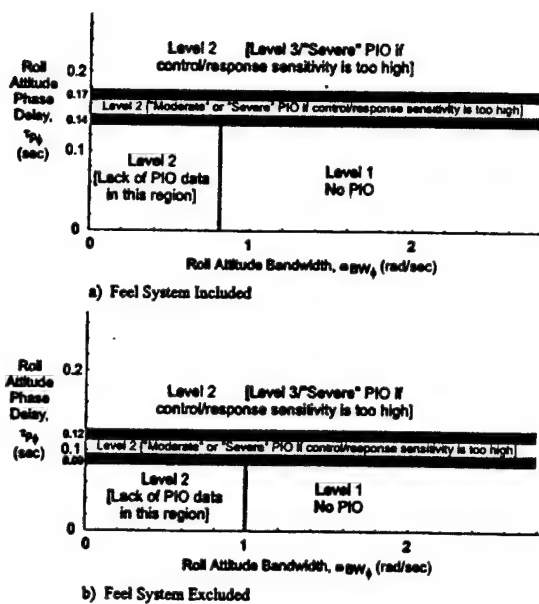 Roll
Attitude
Phase
Delay,
τpϕ
(sec)
0.2
0.17
0.14
0.1
0
Level 2 [Level 3/"Severe" PIO if
control/response sensitivity is too high]
Level 2 ["Moderate" or "Severe" PIO if control/response sensitivity is too high]
Level 2
[Lack of PIO data
in this region]
Level 1
No PIO
0 1 2
Roll Attitude Bandwidth, ωBWϕ (rad/sec)
a) Feel System Included
Roll
Attitude
Phase
Delay,
τpϕ
(sec)
0.2
0.12
0.1
0
Level 2 [Level 3/"Severe" PIO if
control/response sensitivity is too high]
Level 2 ["Moderate" or "Severe" PIO if control/response sensitivity is too high]
Level 2
[Lack of PIO data
in this region]
Level 1
No PIO
0 1 2
Roll Attitude Bandwidth, ωBWϕ (rad/sec)
b) Feel System Excluded